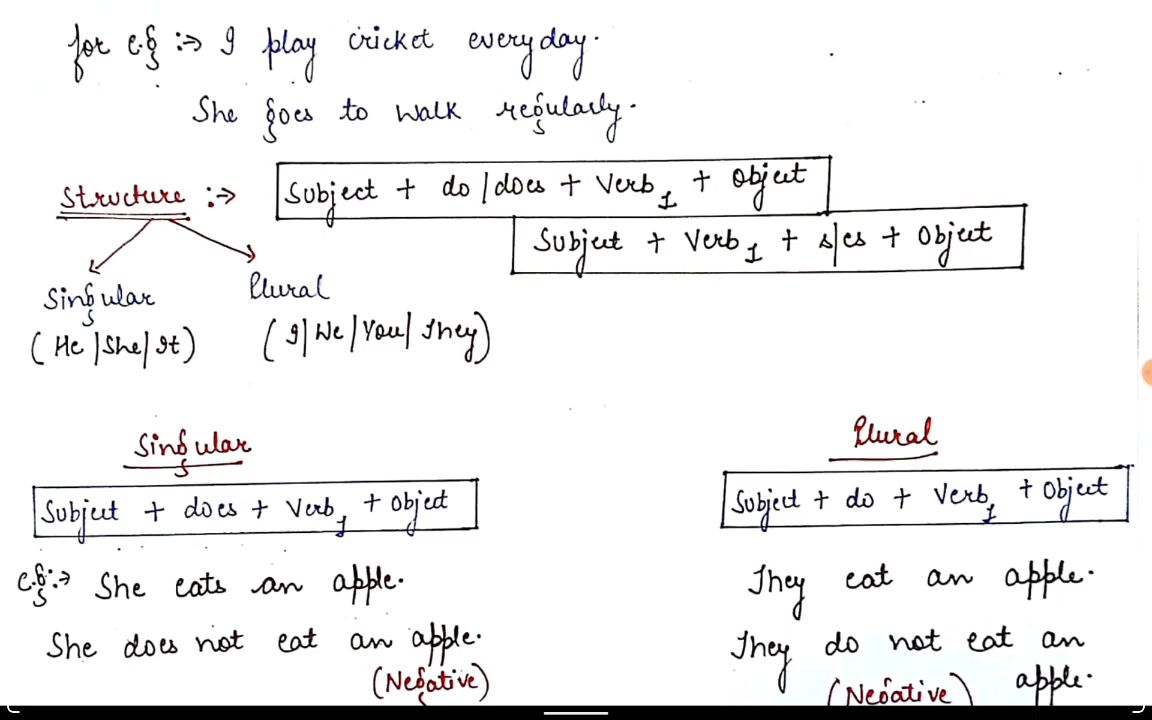 for e.g :→ I play cricket everyday.
She goes to walk regularly.
Structure :→ Subject + do/does + Verb1 + Object
Subject + Verb1 + s/es + Object
Singular
Plural
(He/She/It)
(I/We/You/They)
Singular
Plural
Subject + does + Verb1 + Object
Subject + do + Verb1 + Object
e.g:→ She eats an apple.
They eat an apple.
She does not eat an apple.
(Negative)
They do not eat an
apple.
(Negative)